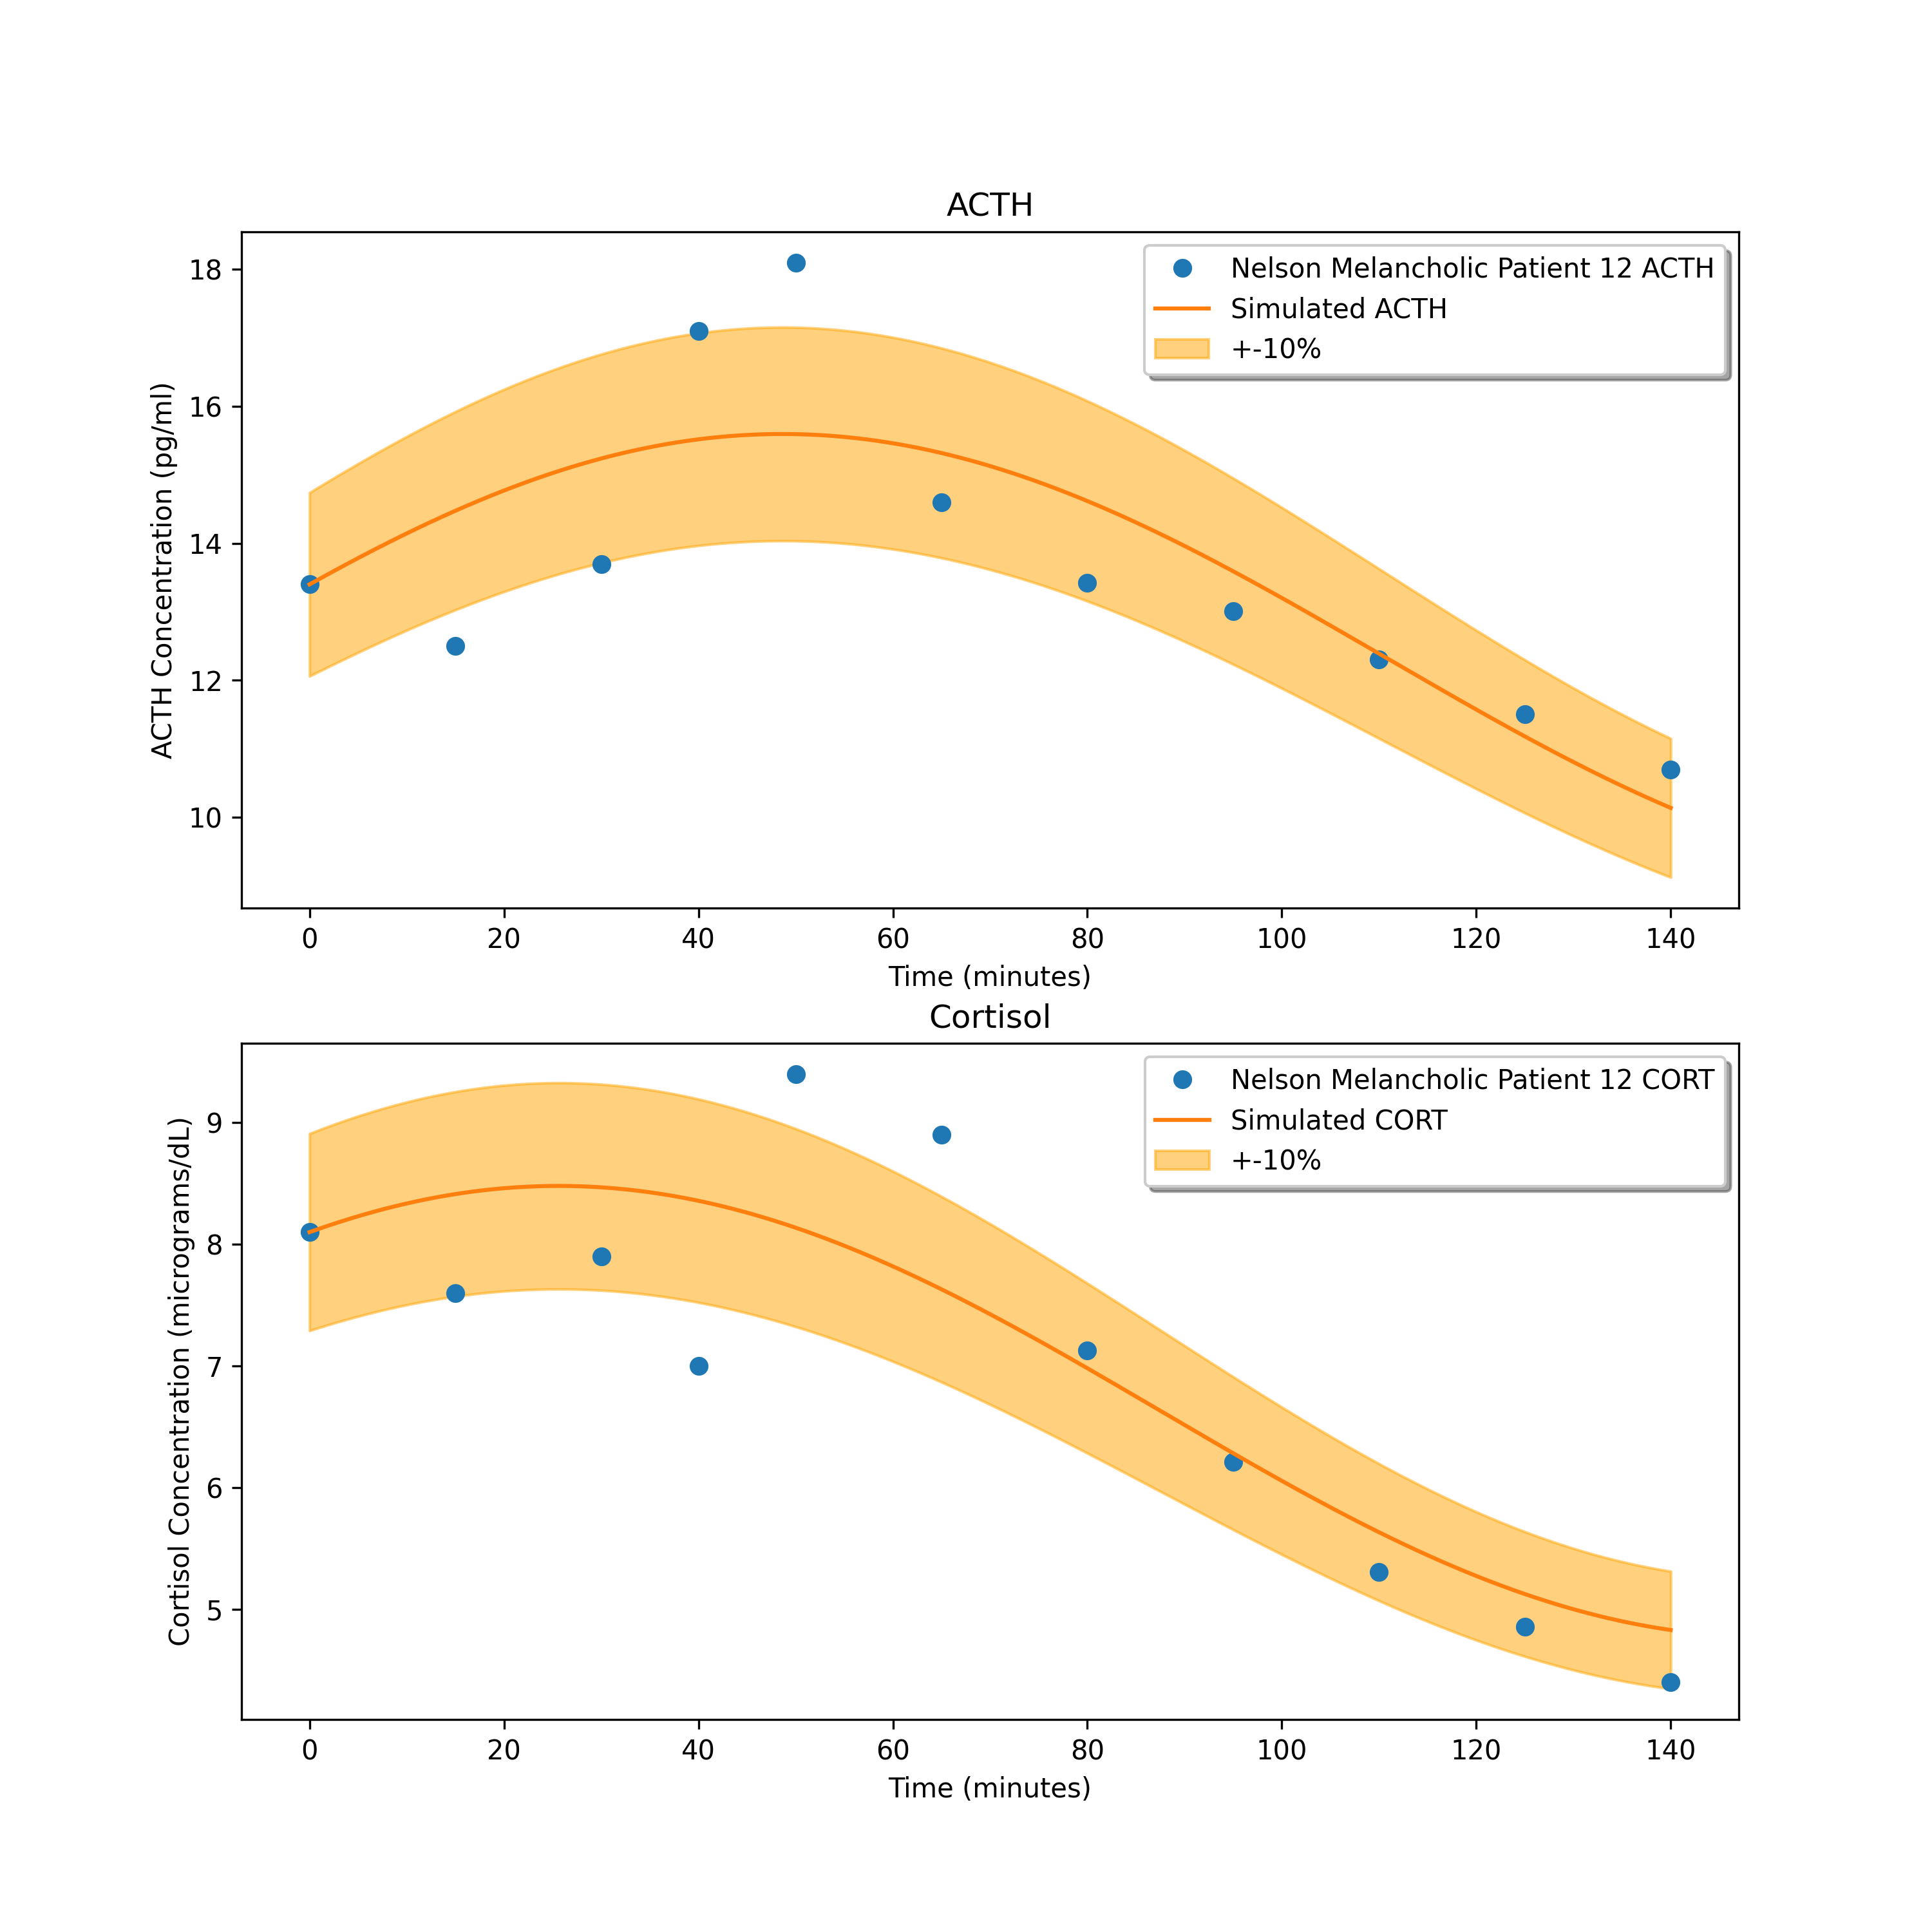 ACTH
Nelson Melancholic Patient 12 ACTH
Simulated ACTH
+-10%
ACTH Concentration (pg/ml)
18
16
14
12
10
0 20 40 60 80 100 120 140
Time (minutes)
Cortisol
Nelson Melancholic Patient 12 CORT
Simulated CORT
+-10%
Cortisol Concentration (micrograms/dL)
9
8
7
6
5
0 20 40 60 80 100 120 140
Time (minutes)